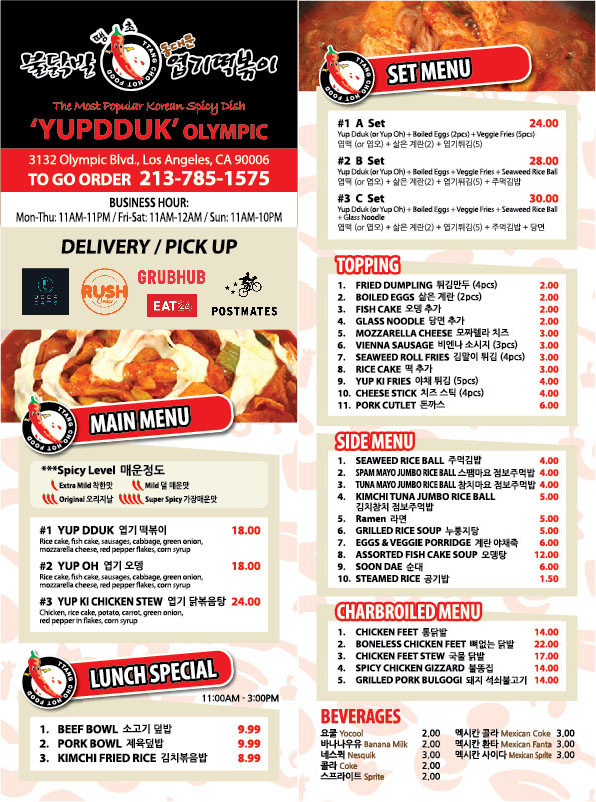 땡초
불닭발
동대문
엽기떡볶이
TTANG CHO HOT FOOD
The Most Popular Korean Spicy Dish
'YUPDDUK' OLYMPIC
3132 Olympic Blvd., Los Angeles, CA 90006
TO GO ORDER 213-785-1575
BUSINESS HOUR:
Mon-Thu: 11AM-11PM / Fri-Sat: 11AM-12AM / Sun: 11AM-10PM
DELIVERY / PICK UP
RUSH
Order
GRUBHUB
EAT24
POSTMATES
TTANG CHO HOT FOOD
MAIN MENU
***Spicy Level 매운정도
Extra Mild 착한맛
Mild 덜 매운맛
Original 오리지날
Super Spicy 가장매운맛
#1 YUP DDUK 엽기 떡볶이 18.00
Rice cake, fish cake, sausages, cabbage, green onion,
mozzarella cheese, red pepper flakes, corn syrup
#2 YUP OH 엽기 오뎅 18.00
Rice cake, fish cake, sausages, cabbage, green onion,
mozzarella cheese, red pepper flakes, corn syrup
#3 YUP KI CHICKEN STEW 엽기 닭볶음탕 24.00
Chicken, rice cake, potato, carrot, green onion,
red pepper in flakes, corn syrup
TTANG CHO HOT FOOD
LUNCH SPECIAL
11:00AM - 3:00PM
1. BEEF BOWL 소고기 덮밥 9.99
2. PORK BOWL 제육덮밥 9.99
3. KIMCHI FRIED RICE 김치볶음밥 8.99
TTANG CHO HOT FOOD
SET MENU
#1 A Set 24.00
Yup Dduk (or Yup Oh) + Boiled Eggs (2pcs) + Veggie Fries (5pcs)
엽떡 (or 엽오) + 삶은 계란(2) + 엽기튀김(5)
#2 B Set 28.00
Yup Dduk (or Yup Oh) + Boiled Eggs + Veggie Fries + Seaweed Rice Ball
엽떡 (or 엽오) + 삶은 계란(2) + 엽기튀김(5) + 주먹김밥
#3 C Set 30.00
Yup Dduk (or Yup Oh) + Boiled Eggs + Veggie Fries + Seaweed Rice Ball
+ Glass Noodle
엽떡 (or 엽오) + 삶은 계란(2) + 엽기튀김(5) + 주먹김밥 + 당면
TOPPING
1. FRIED DUMPLING 튀김만두 (4pcs) 2.00
2. BOILED EGGS 삶은 계란 (2pcs) 2.00
3. FISH CAKE 오뎅 추가 2.00
4. GLASS NOODLE 당면 추가 2.00
5. MOZZARELLA CHEESE 모짜렐라 치즈 3.00
6. VIENNA SAUSAGE 비엔나 소시지 (3pcs) 3.00
7. SEAWEED ROLL FRIES 김말이 튀김 (4pcs) 3.00
8. RICE CAKE 떡 추가 3.00
9. YUP KI FRIES 야채 튀김 (5pcs) 4.00
10. CHEESE STICK 치즈 스틱 (4pcs) 4.00
11. PORK CUTLET 돈까스 6.00
SIDE MENU
1. SEAWEED RICE BALL 주먹김밥 4.00
2. SPAM MAYO JUMBO RICE BALL 스팸마요 점보주먹밥 4.00
3. TUNA MAYO JUMBO RICE BALL 참치마요 점보주먹밥 4.00
4. KIMCHI TUNA JUMBO RICE BALL 5.00
김치참치 점보주먹밥
5. Ramen 라면 5.00
6. GRILLED RICE SOUP 누룽지탕 5.00
7. EGGS & VEGGIE PORRIDGE 계란 야채죽 6.00
8. ASSORTED FISH CAKE SOUP 오뎅탕 12.00
9. SOON DAE 순대 6.00
10. STEAMED RICE 공기밥 1.50
CHARBROILED MENU
1. CHICKEN FEET 통닭발 14.00
2. BONELESS CHICKEN FEET 뼈없는 닭발 22.00
3. CHICKEN FEET STEW 국물 닭발 17.00
4. SPICY CHICKEN GIZZARD 불똥집 14.00
5. GRILLED PORK BULGOGI 돼지 석쇠불고기 14.00
BEVERAGES
요쿨 Yocool 2,00 멕시칸 콜라 Mexican Coke 3,00
바나나우유 Banana Milk 2,00 멕시칸 환타 Mexican Fanta 3,00
네스퀵 Nesquik 3,00 멕시칸 사이다 Mexican Sprite 3,00
콜라 Coke 2,00
스프라이트 Sprite 2,00